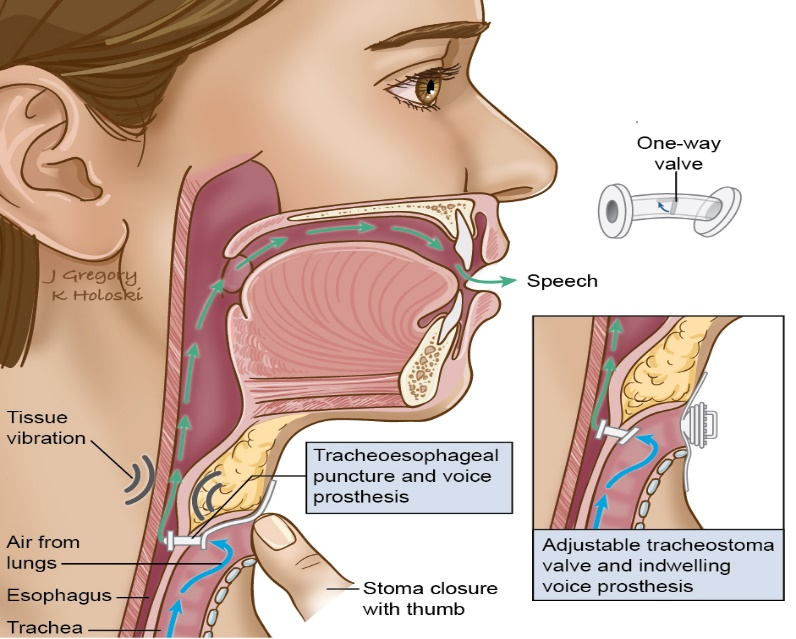 One-way
valve
J Gregory
K Holoski
Speech
Tissue
vibration
Tracheoesophageal
puncture and voice
prosthesis
Air from
lungs
Esophagus
Trachea
Stoma closure
with thumb
Adjustable tracheostoma
valve and indwelling
voice prosthesis